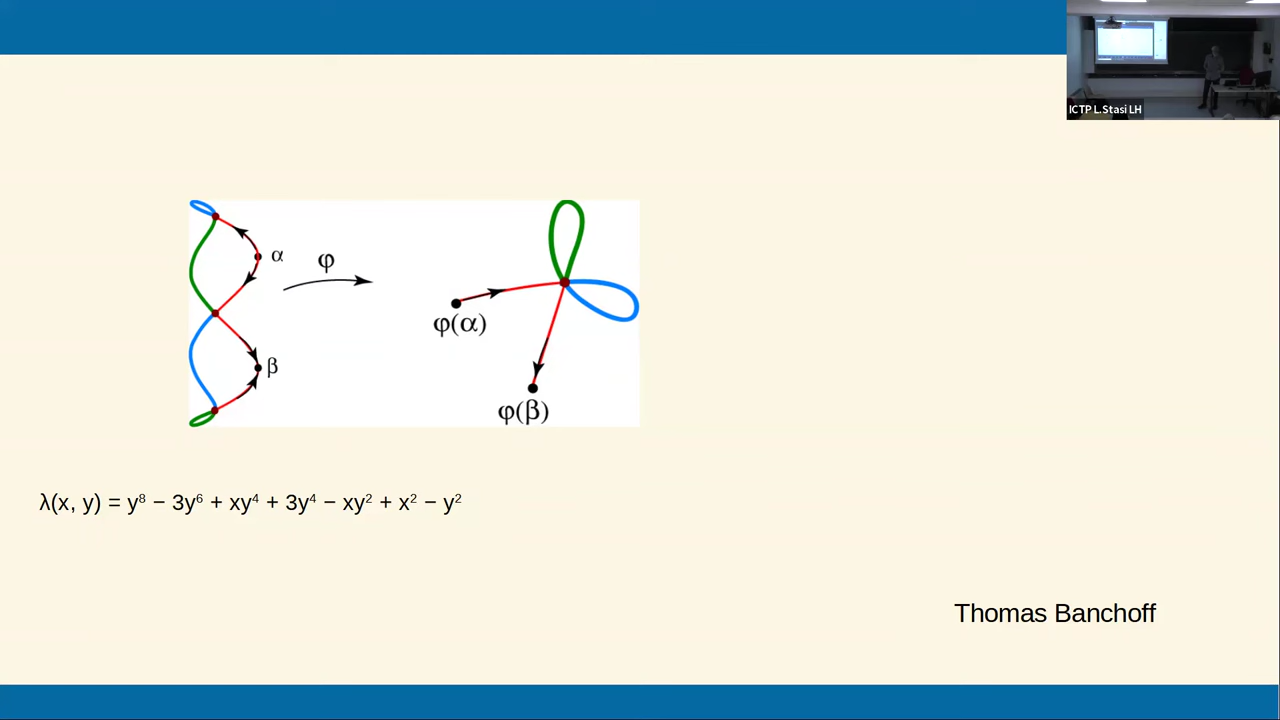 ICTP L.Stasi LH
α
φ
φ(α)
β
φ(β)
λ(x, y) = y⁸ − 3y⁶ + xy⁴ + 3y⁴ − xy² + x² − y²
Thomas Banchoff